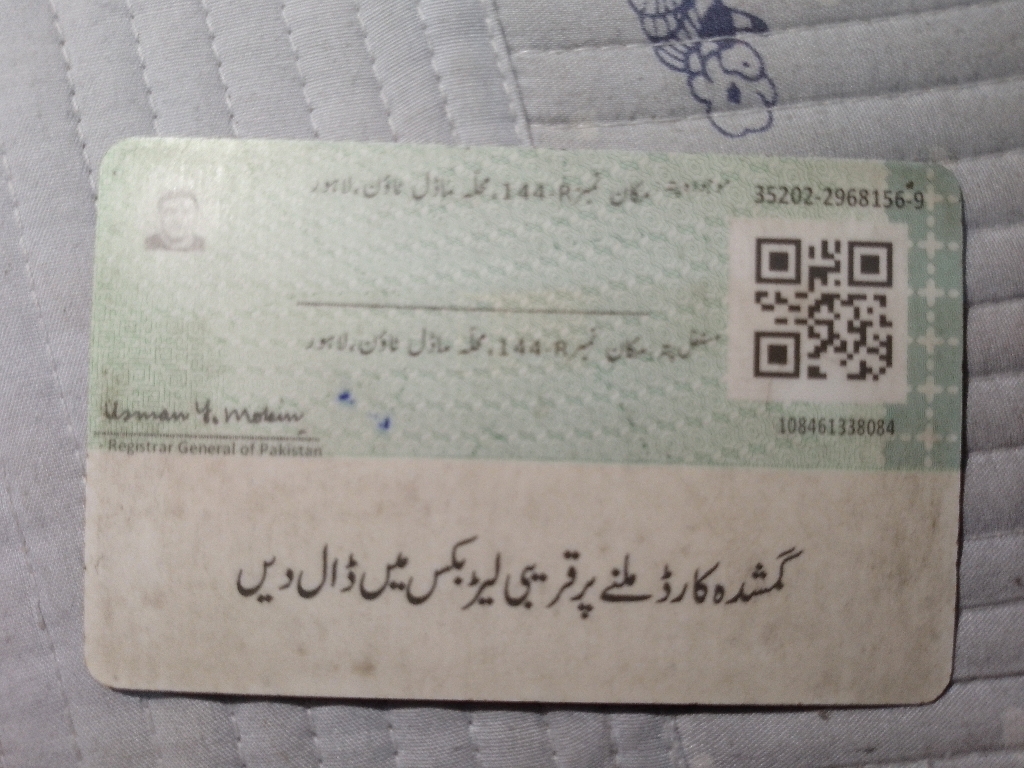 موجودہ پتہ: مکان نمبر 144-R، محلہ ماڈل ٹاؤن، لاہور
35202-2968156-9
مستقل پتہ: مکان نمبر 144-R، محلہ ماڈل ٹاؤن، لاہور
Usman Y. Mobin
Registrar General of Pakistan
108461338084
گمشدہ کارڈ ملنے پر قریبی لیٹر بکس میں ڈال دیں